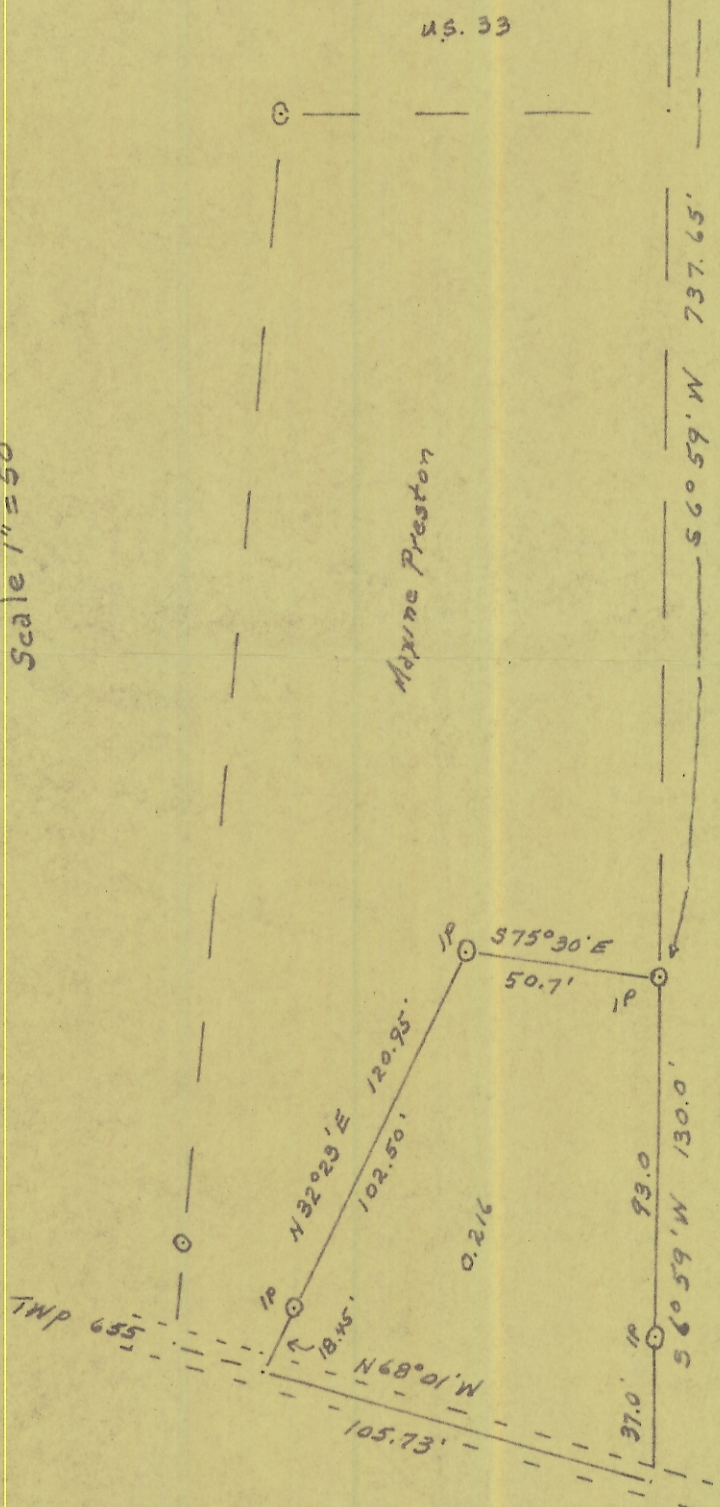 U.S. 33
S 6° 59' W 737.65'
Scale 1" = 50'
Maxine Preston
IP
S75°30'E
50.7'
IP
N 32°23'E 120.95'
102.50'
0.216
93.0
S 6° 59' W 130.0'
IP
18.45'
IP
37.0'
TWP 655
N68°01'W
105.73'